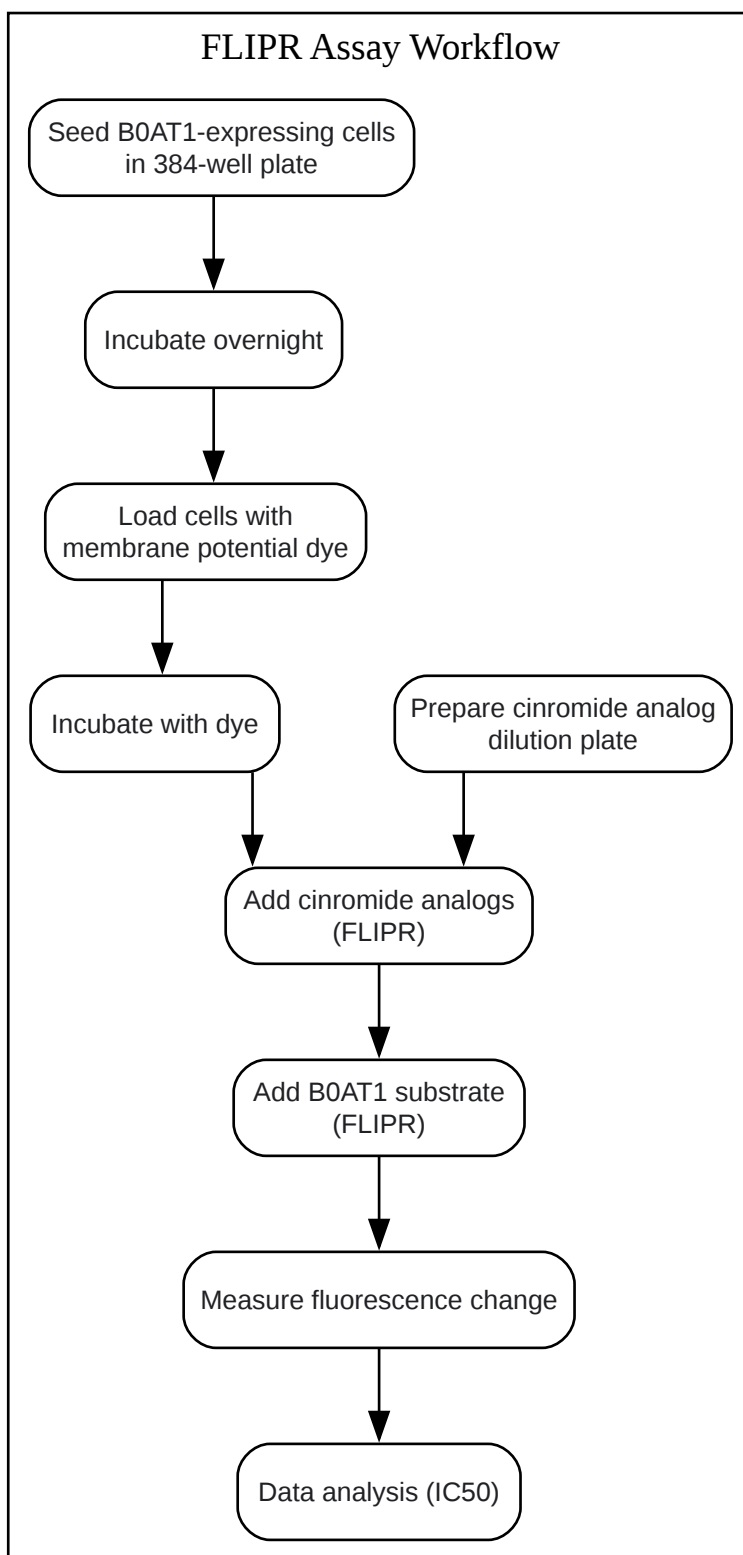 FLIPR Assay Workflow
Seed B0AT1-expressing cells
in 384-well plate
Incubate overnight
Load cells with
membrane potential dye
Incubate with dye
Prepare cinromide analog
dilution plate
Add cinromide analogs
(FLIPR)
Add B0AT1 substrate
(FLIPR)
Measure fluorescence change
Data analysis (IC50)